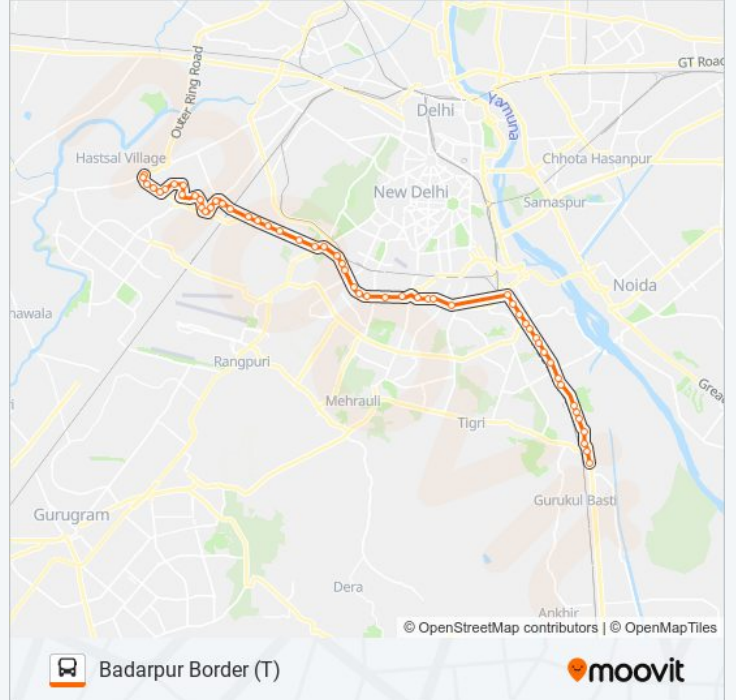 GT Road
Outer Ring Road
Delhi
Yamuna
Hastsal Village
Chhota Hasanpur
New Delhi
Samaspur
Noida
nawala
Rangpuri
Grea
Mehrauli
Tigri
Gurukul Basti
Gurugram
Dera
Ankhir
© OpenStreetMap contributors | © OpenMapTiles
Badarpur Border (T)
moovit